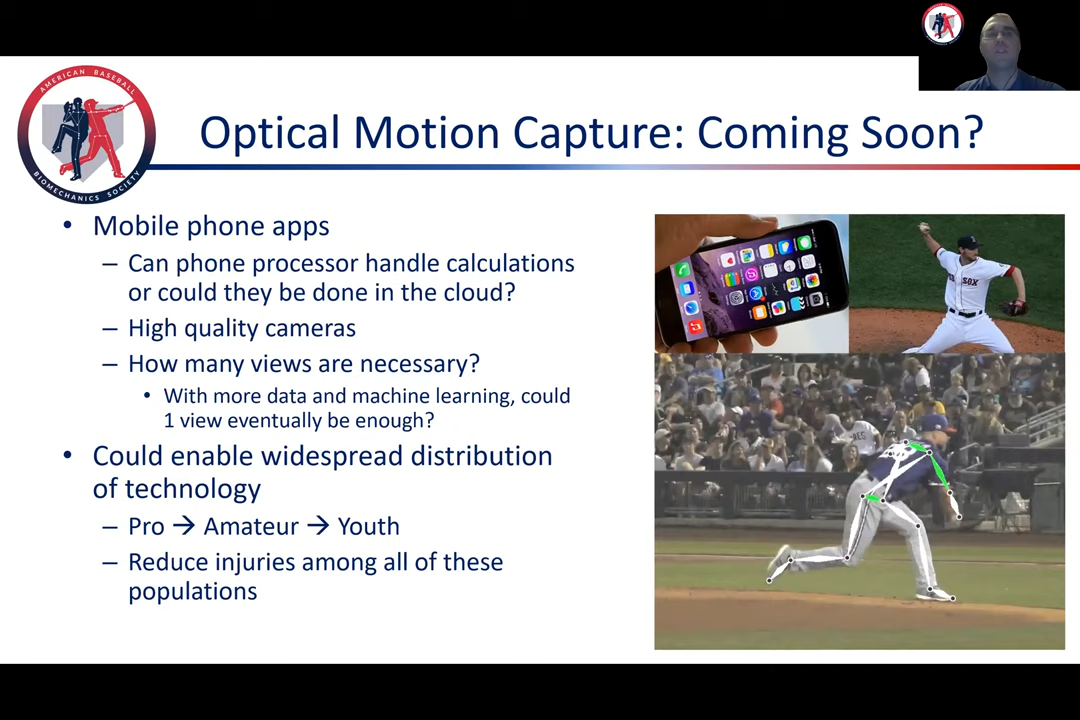 AMERICAN BASEBALL
BIOMECHANICS SOCIETY
Optical Motion Capture: Coming Soon?
• Mobile phone apps
– Can phone processor handle calculations
or could they be done in the cloud?
– High quality cameras
– How many views are necessary?
• With more data and machine learning, could
1 view eventually be enough?
• Could enable widespread distribution
of technology
– Pro → Amateur → Youth
– Reduce injuries among all of these
populations
SOX